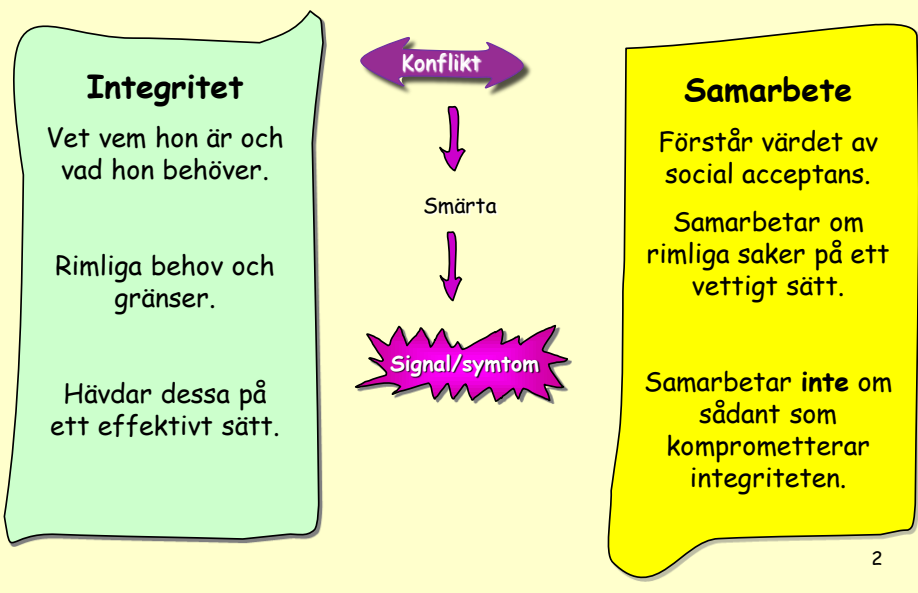 Integritet
Vet vem hon är och
vad hon behöver.
Rimliga behov och
gränser.
Hävdar dessa på
ett effektivt sätt.
Konflikt
Smärta
Signal/symtom
Samarbete
Förstår värdet av
social acceptans.
Samarbetar om
rimliga saker på ett
vettigt sätt.
Samarbetar inte om
sådant som
komprometterar
integriteten.
2